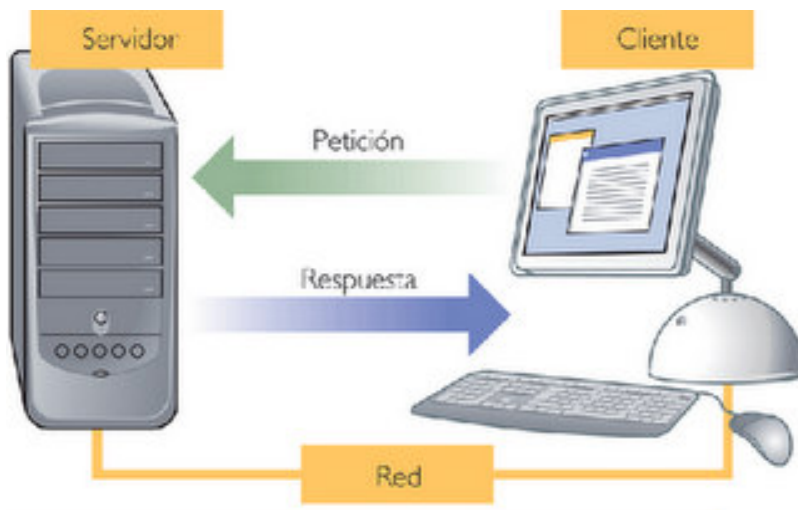 Servidor
Cliente
Petición
Respuesta
Red